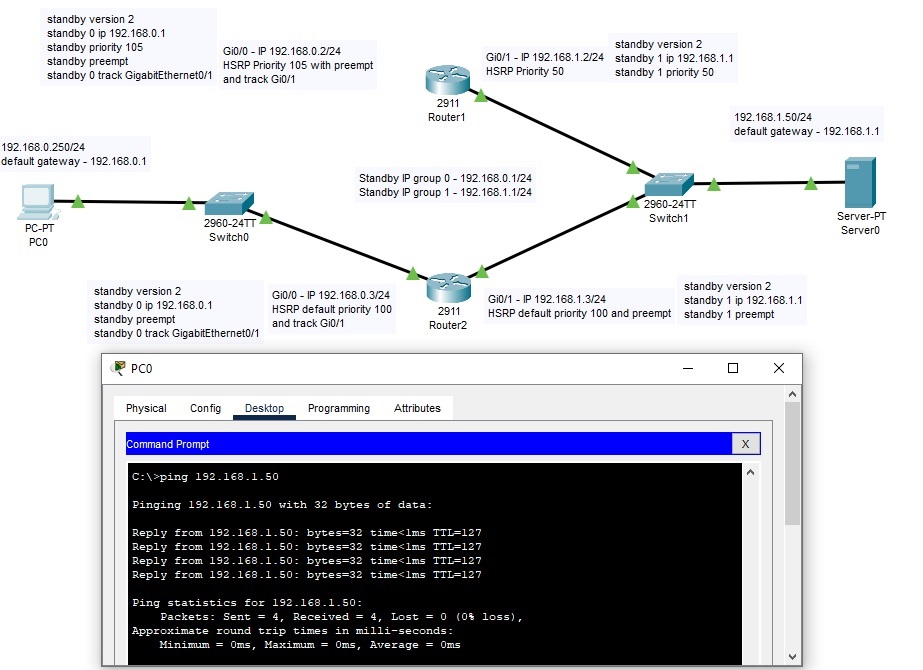 standby version 2
standby 0 ip 192.168.0.1
standby priority 105
standby preempt
standby 0 track GigabitEthernet0/1
Gi0/0 - IP 192.168.0.2/24
HSRP Priority 105 with preempt
and track Gi0/1
2911
Router1
Gi0/1 - IP 192.168.1.2/24
HSRP Priority 50
standby version 2
standby 1 ip 192.168.1.1
standby 1 priority 50
192.168.1.50/24
default gateway - 192.168.1.1
192.168.0.250/24
default gateway - 192.168.0.1
PC-PT
PC0
2960-24TT
Switch0
Standby IP group 0 - 192.168.0.1/24
Standby IP group 1 - 192.168.1.1/24
2960-24TT
Switch1
Server-PT
Server0
standby version 2
standby 0 ip 192.168.0.1
standby preempt
standby 0 track GigabitEthernet0/1
Gi0/0 - IP 192.168.0.3/24
HSRP default priority 100
and track Gi0/1
2911
Router2
Gi0/1 - IP 192.168.1.3/24
HSRP default priority 100 and preempt
standby version 2
standby 1 ip 192.168.1.1
standby 1 preempt
PC0
Physical Config Desktop Programming Attributes
Command Prompt X
C:\>ping 192.168.1.50
Pinging 192.168.1.50 with 32 bytes of data:
Reply from 192.168.1.50: bytes=32 time<1ms TTL=127
Reply from 192.168.1.50: bytes=32 time<1ms TTL=127
Reply from 192.168.1.50: bytes=32 time<1ms TTL=127
Reply from 192.168.1.50: bytes=32 time<1ms TTL=127
Ping statistics for 192.168.1.50:
Packets: Sent = 4, Received = 4, Lost = 0 (0% loss),
Approximate round trip times in milli-seconds:
Minimum = 0ms, Maximum = 0ms, Average = 0ms